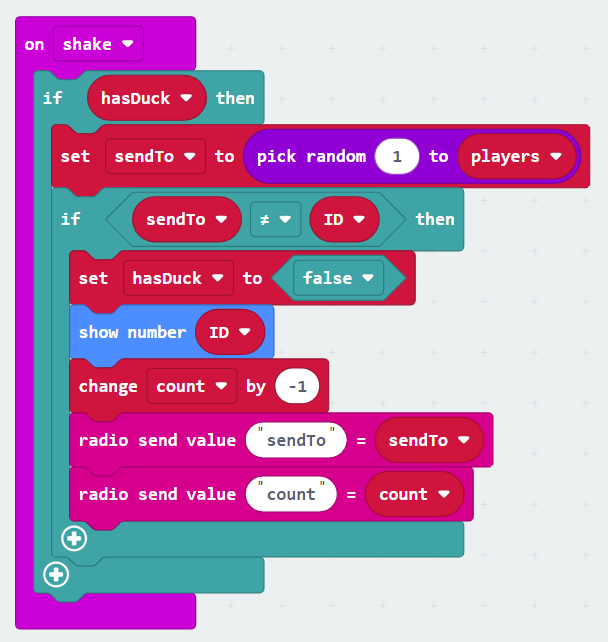 on shake
if hasDuck then
set sendTo to pick random 1 to players
if sendTo ≠ ID then
set hasDuck to false
show number ID
change count by -1
radio send value "sendTo" = sendTo
radio send value "count" = count